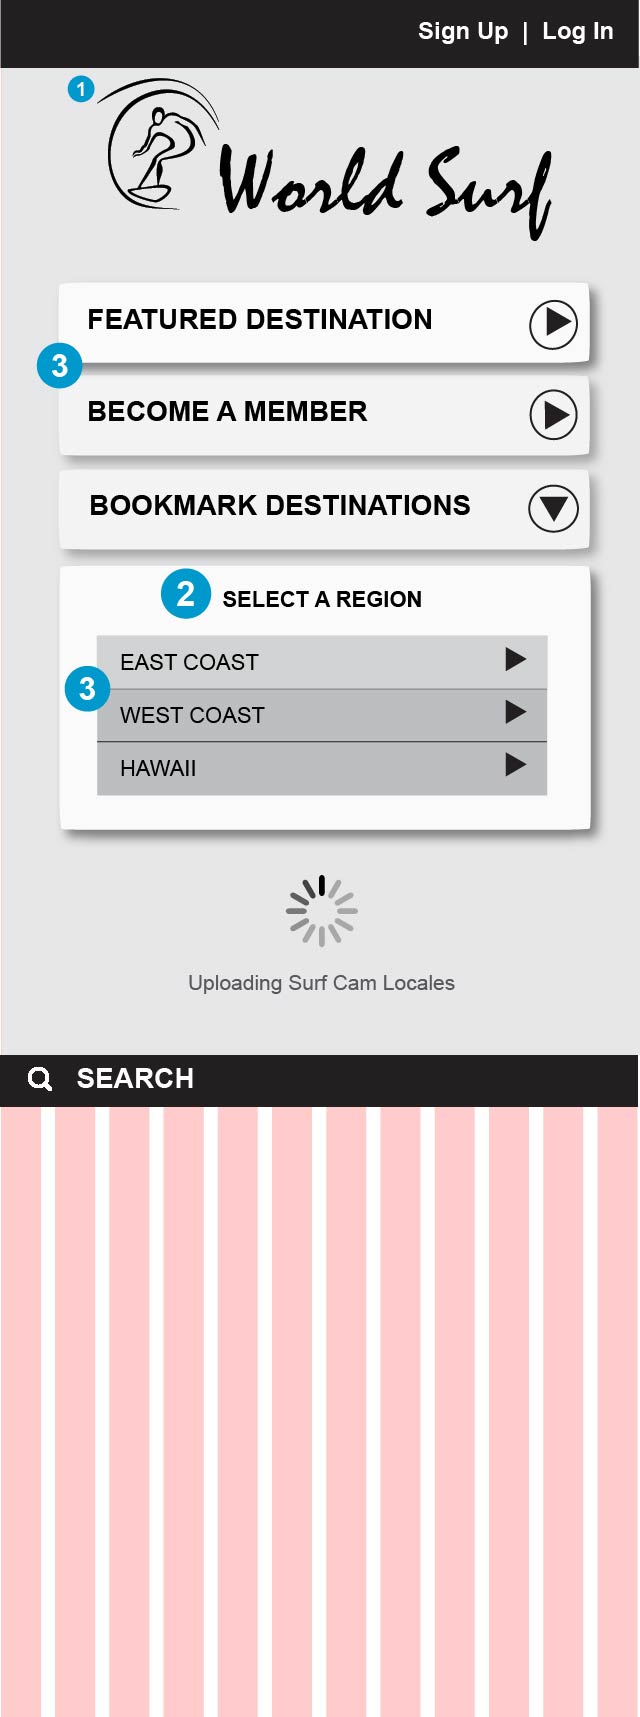 Sign Up | Log In
1
World Surf
FEATURED DESTINATION
3
BECOME A MEMBER
BOOKMARK DESTINATIONS
2 SELECT A REGION
EAST COAST
3
WEST COAST
HAWAII
Uploading Surf Cam Locales
SEARCH